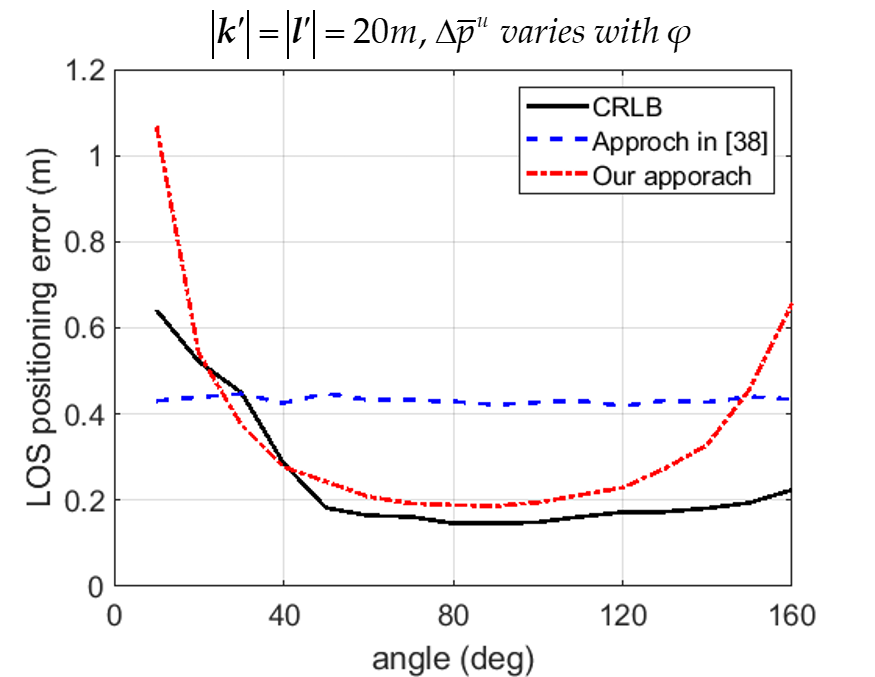 |k′| = |l′| = 20m, Δp̅ᵘ varies with φ
1.2
1
0.8
0.6
0.4
0.2
0
LOS positioning error (m)
CRLB
Approch in [38]
Our apporach
0 40 80 120 160
angle (deg)